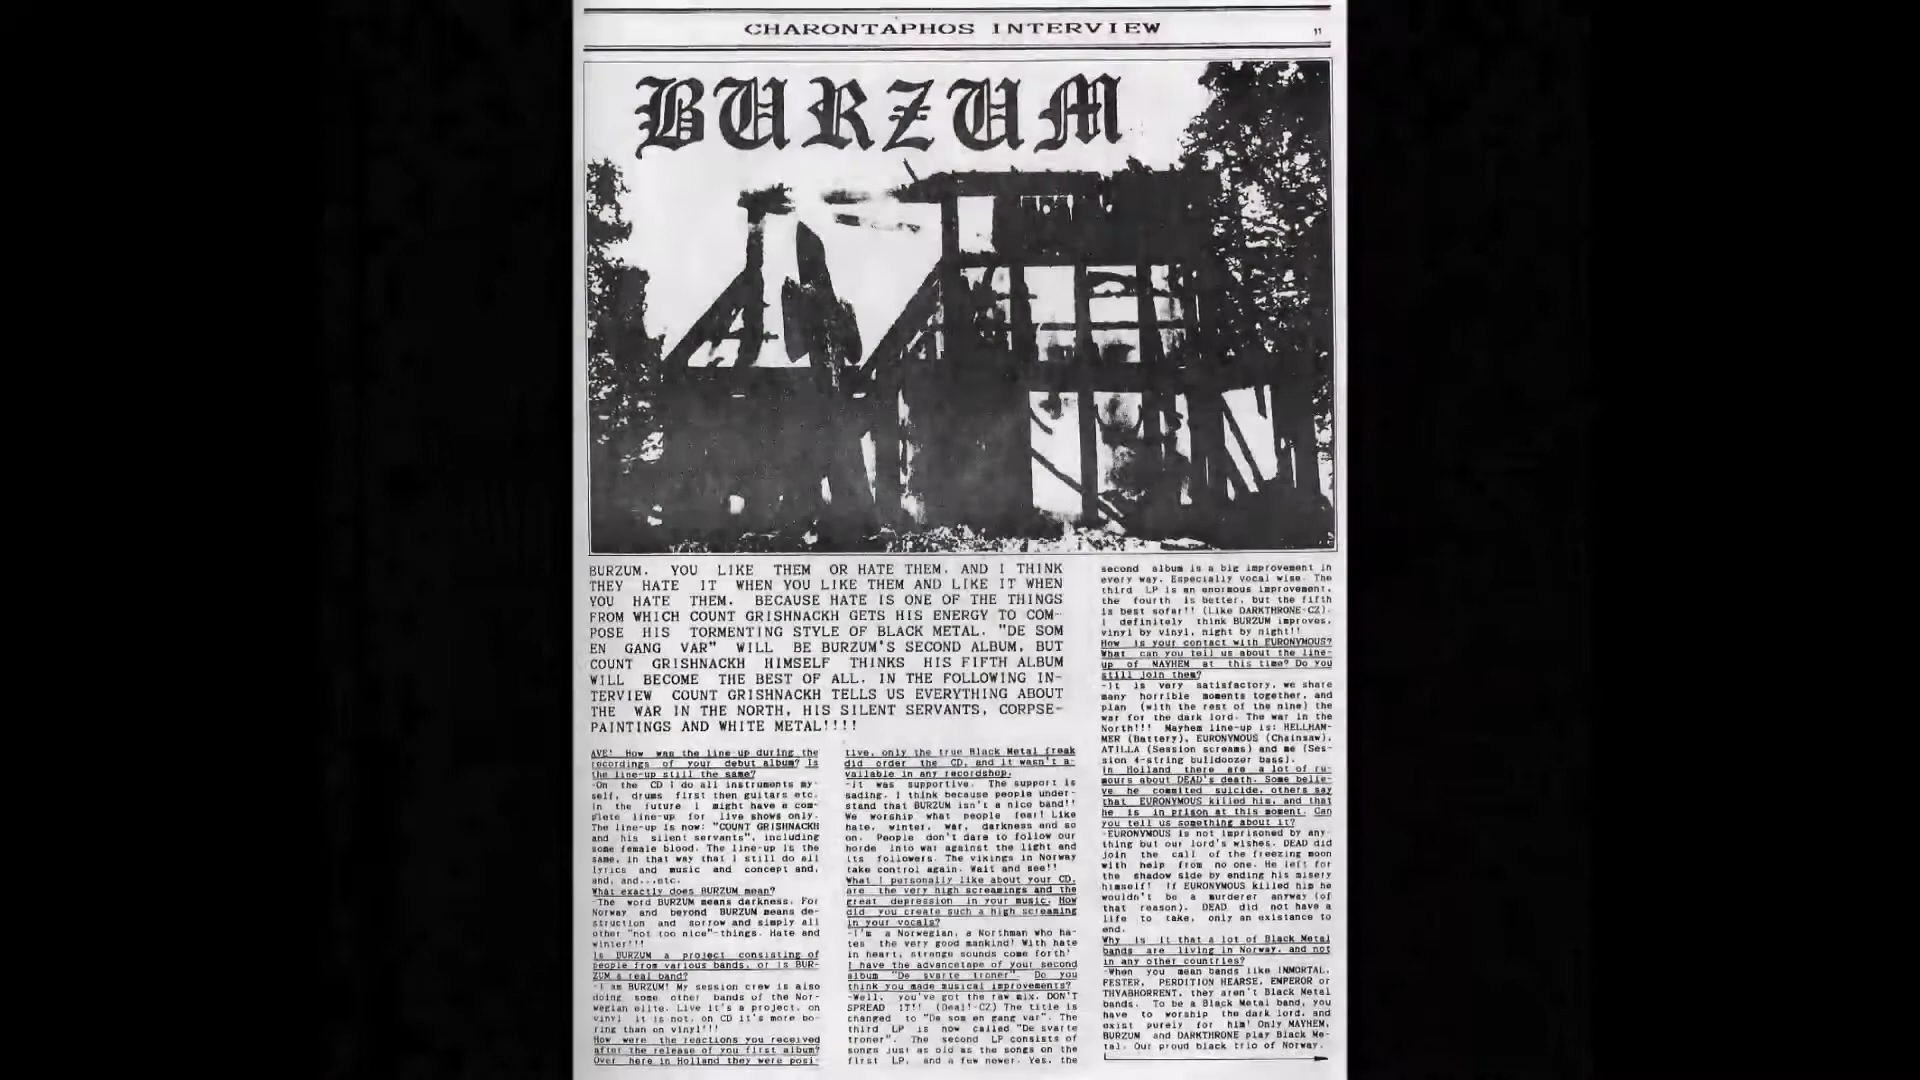 CHARONTAPHOS INTERVIEW
11
BURZUM
BURZUM. YOU LIKE THEM OR HATE THEM. AND I THINK
THEY HATE IT WHEN YOU LIKE THEM AND LIKE IT WHEN
YOU HATE THEM. BECAUSE HATE IS ONE OF THE THINGS
FROM WHICH COUNT GRISHNACKH GETS HIS ENERGY TO COM-
POSE HIS TORMENTING STYLE OF BLACK METAL. "DE SOM
EN GANG VAR" WILL BE BURZUM'S SECOND ALBUM, BUT
COUNT GRISHNACKH HIMSELF THINKS HIS FIFTH ALBUM
WILL BECOME THE BEST OF ALL. IN THE FOLLOWING IN-
TERVIEW COUNT GRISHNACKH TELLS US EVERYTHING ABOUT
THE WAR IN THE NORTH, HIS SILENT SERVANTS, CORPSE-
PAINTINGS AND WHITE METAL!!!!
AVE! How was the line-up during the
recordings of your debut album? Is
the line-up still the same?
-On the CD I do all instruments my-
self, drums first then guitars etc.
In the future I might have a com-
plete line-up for live shows only.
The line-up is now: "COUNT GRISHNACKH
and his silent servants", including
some female blood. The line-up is the
same, in that way that I still do all
lyrics and music and concept and,
and, and...etc.
What exactly does BURZUM mean?
-The word BURZUM means darkness. For
Norway and beyond BURZUM means de-
struction and sorrow and simply all
other "not too nice"-things. Hate and
winter!!!
Is BURZUM a project consisting of
people from various bands, or is BUR-
ZUM a real band?
-I am BURZUM! My session crew is also
doing some other bands of the Nor-
wegian elite. Live it's a project, on
vinyl it is not, on CD it's more bo-
ring than on vinyl!!!
How were the reactions you received
after the release of you first album?
Over here in Holland they were posi-
tive, only the true Black Metal freak
did order the CD, and it wasn't a-
vailable in any recordshop.
-It was supportive. The support is
sading. I think because people under-
stand that BURZUM isn't a nice band!!
We worship what people fear! Like
hate, winter, war, darkness and so
on. People don't dare to follow our
horde into war against the light and
its followers. The vikings in Norway
take control again. Wait and see!!
What I personally like about your CD,
are the very high screamings and the
great depression in your music. How
did you create such a high screaming
in your vocals?
-I'm a Norwegian, a Northman who ha-
tes the very good mankind! With hate
in heart, strange sounds come forth!
I have the advancetape of your second
album "De svarte troner". Do you
think you made musical improvements?
-Well, you've got the raw mix, DON'T
SPREAD IT!! (Deal!-CZ) The title is
changed to "De som en gang var". The
third LP is now called "De svarte
troner". The second LP consists of
songs just as old as the songs on the
first LP, and a few newer. Yes, the
second album is a big improvement in
every way. Especially vocal wise. The
third LP is an enormous improvement,
the fourth is better, but the fifth
is best sofar!! (Like DARKTHRONE-CZ).
I definitely think BURZUM improves,
vinyl by vinyl, night by night!!
How is your contact with EURONYMOUS?
What can you tell us about the line-
up of MAYHEM at this time? Do you
still join them?
-It is very satisfactory, we share
many horrible moments together, and
plan (with the rest of the nine) the
war for the dark lord. The war in the
North!!! Mayhem line-up is: HELLHAM-
MER (Battery), EURONYMOUS (Chainsaw),
ATILLA (Session screams) and me (Ses-
sion 4-string bulldoozer bass).
In Holland there are a lot of ru-
mours about DEAD's death. Some belie-
ve he commited suicide, others say
that EURONYMOUS killed him, and that
he is in prison at this moment. Can
you tell us something about it?
-EURONYMOUS is not imprisoned by any-
thing but our lord's wishes. DEAD did
join the call of the freezing moon
with help from no one. He left for
the shadow side by ending his misery
himself! If EURONYMOUS killed him he
wouldn't be a murderer anyway (of
that reason). DEAD did not have a
life to take, only an existance to
end.
Why is it that a lot of Black Metal
bands are living in Norway, and not
in any other countries?
-When you mean bands like IMMORTAL,
FESTER, PERDITION HEARSE, EMPEROR or
THYABHORRENT, they aren't Black Metal
bands. To be a Black Metal band, you
have to worship the dark lord, and
exist purely for him! Only MAYHEM,
BURZUM and DARKTHRONE play Black Me-
tal. Our proud black trio of Norway.